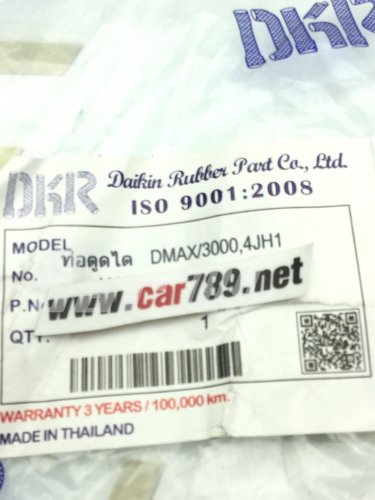 DKR
DKR Daikin Rubber Part Co., Ltd.
ISO 9001:2008
MODEL ท่อดูดได DMAX/3000,4JH1
NO.
P.N
www.car789.net
QTY. 1
WARRANTY 3 YEARS / 100,000 km.
MADE IN THAILAND